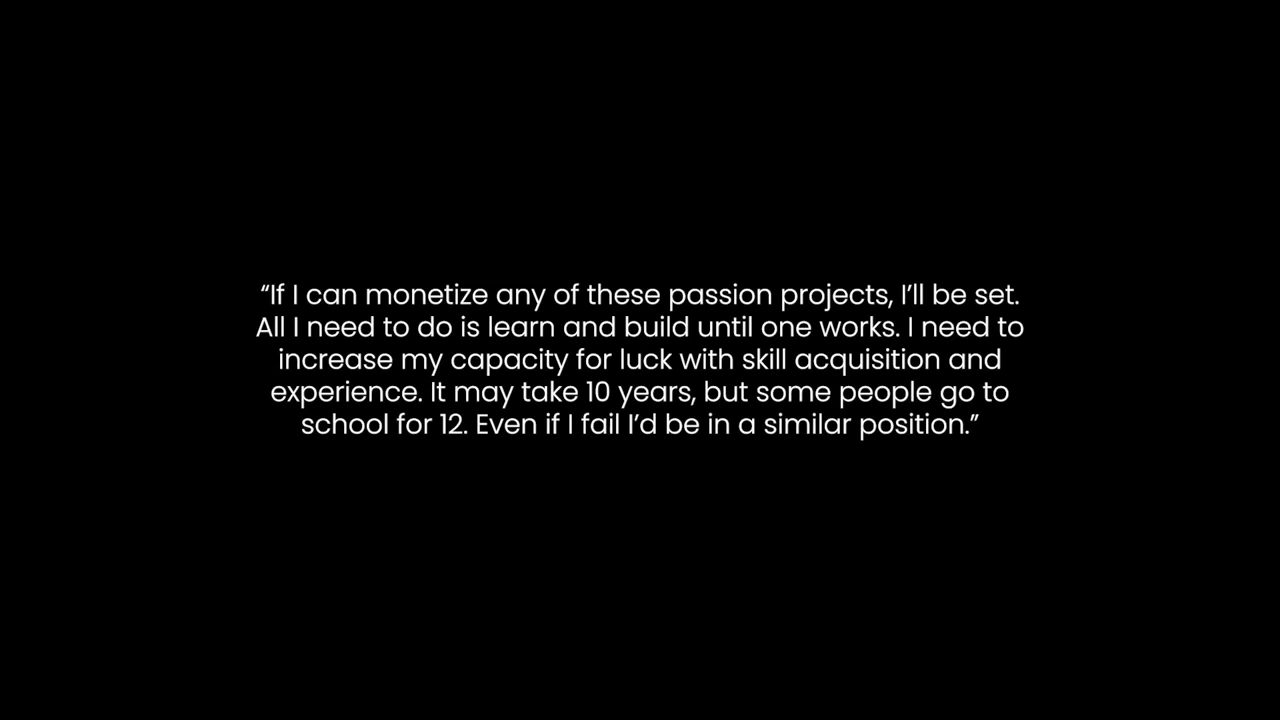 “If I can monetize any of these passion projects, I’ll be set.
All I need to do is learn and build until one works. I need to
increase my capacity for luck with skill acquisition and
experience. It may take 10 years, but some people go to
school for 12. Even if I fail I’d be in a similar position.”